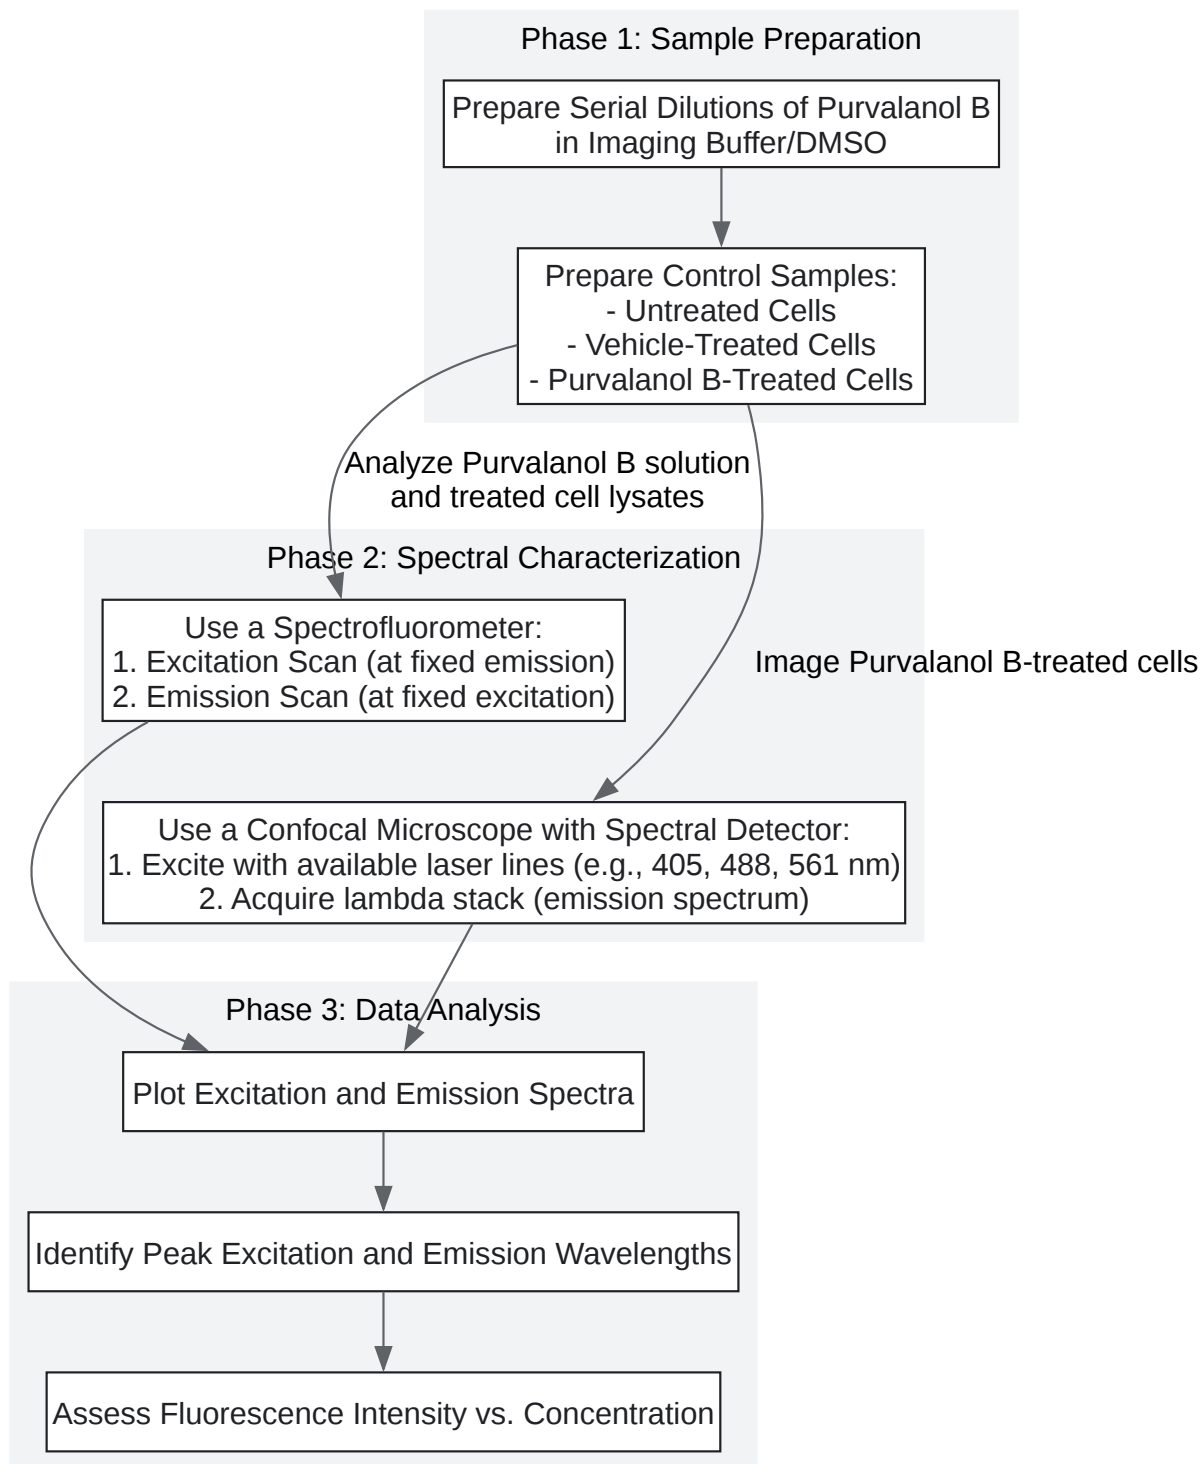 Phase 1: Sample Preparation
Prepare Serial Dilutions of Purvalanol B
in Imaging Buffer/DMSO
Prepare Control Samples:
- Untreated Cells
- Vehicle-Treated Cells
- Purvalanol B-Treated Cells
Analyze Purvalanol B solution
and treated cell lysates
Phase 2: Spectral Characterization
Use a Spectrofluorometer:
1. Excitation Scan (at fixed emission)
2. Emission Scan (at fixed excitation)
Image Purvalanol B-treated cells
Use a Confocal Microscope with Spectral Detector:
1. Excite with available laser lines (e.g., 405, 488, 561 nm)
2. Acquire lambda stack (emission spectrum)
Phase 3: Data Analysis
Plot Excitation and Emission Spectra
Identify Peak Excitation and Emission Wavelengths
Assess Fluorescence Intensity vs. Concentration